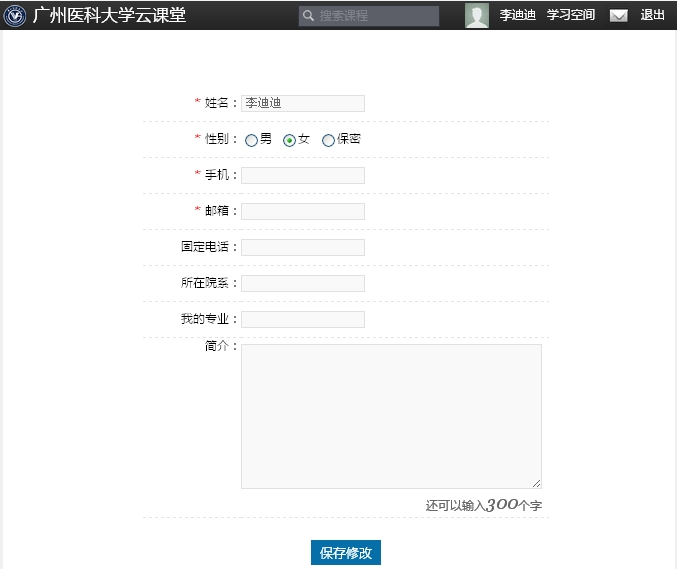 广州医科大学云课堂 搜索课程 李迪迪 学习空间 退出
* 姓名： 李迪迪
* 性别： 男 女 保密
* 手机：
* 邮箱：
固定电话：
所在院系：
我的专业：
简介：
还可以输入300个字
保存修改